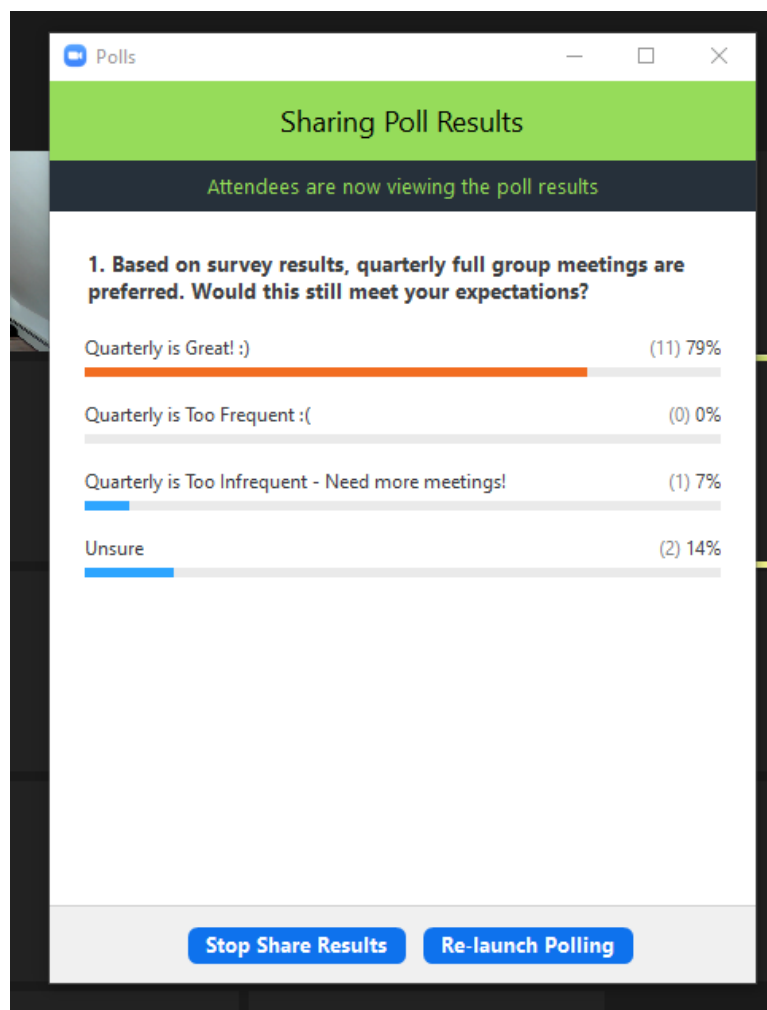 Polls
Sharing Poll Results
Attendees are now viewing the poll results
1. Based on survey results, quarterly full group meetings are
preferred. Would this still meet your expectations?
Quarterly is Great! :) (11) 79%
Quarterly is Too Frequent :( (0) 0%
Quarterly is Too Infrequent - Need more meetings! (1) 7%
Unsure (2) 14%
Stop Share Results Re-launch Polling